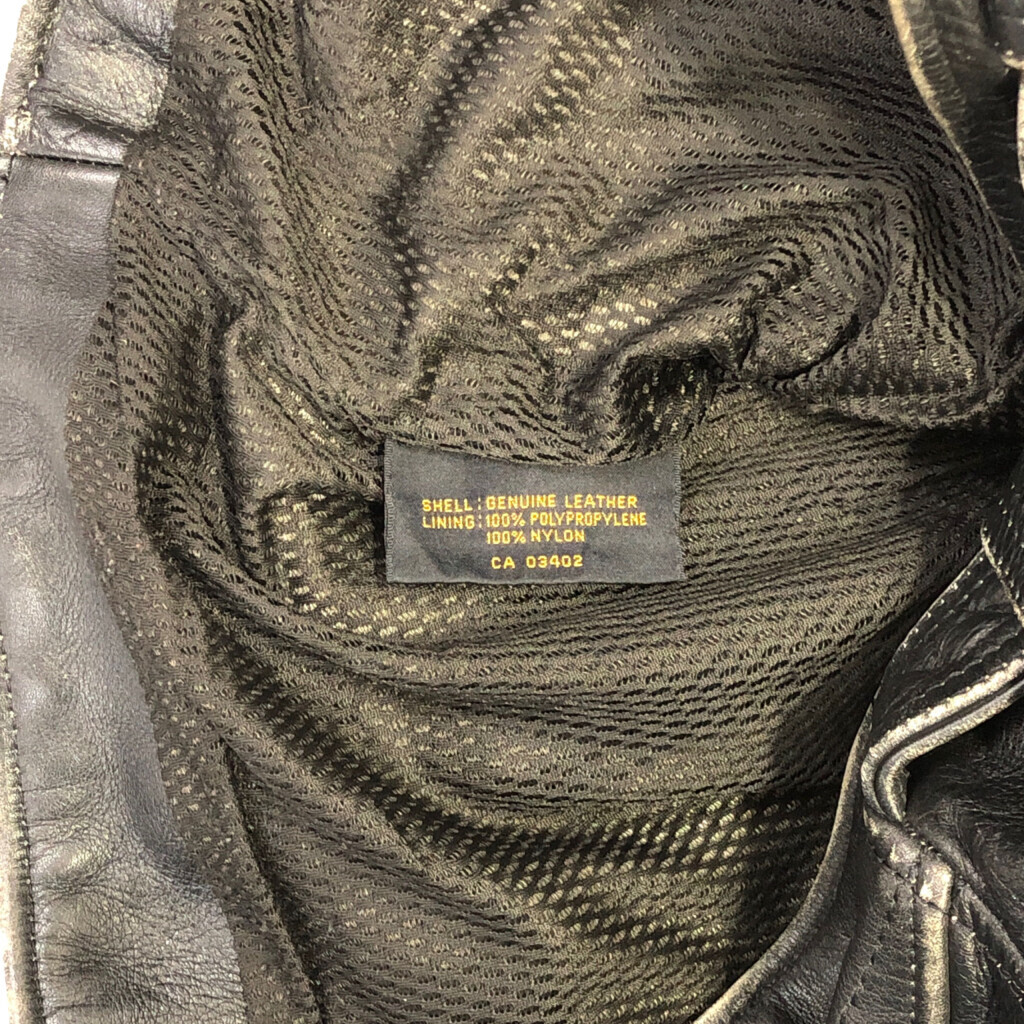 SHELL: GENUINE LEATHER
LINING: 100% POLYPROPYLENE
100% NYLON
CA 03402